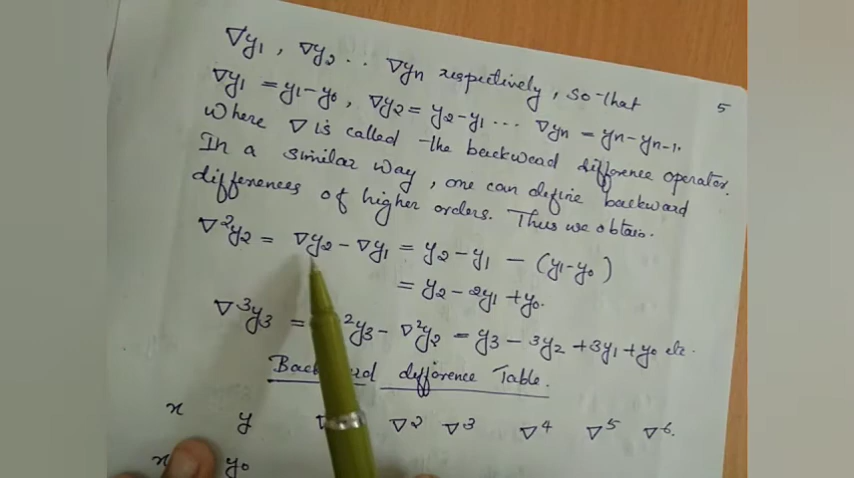 ∇y1, ∇y2 .. ∇yn respectively, so that
5
∇y1 = y1-y0, ∇y2 = y2-y1 ... ∇yn = yn-yn-1.
where ∇ is called the backwead difference operator.
In a similar way, one can define backward
differences of higher orders. Thus we obtain.
∇²y2 = ∇y2 - ∇y1 = y2 - y1 - (y1-y0)
= y2 - 2y1 + y0.
∇³y3 = ²y3 - ∇²y2 = y3 - 3y2 + 3y1 + y0 etc.
difference Table.
x y ∇² ∇³ ∇⁴ ∇⁵ ∇⁶.
y0